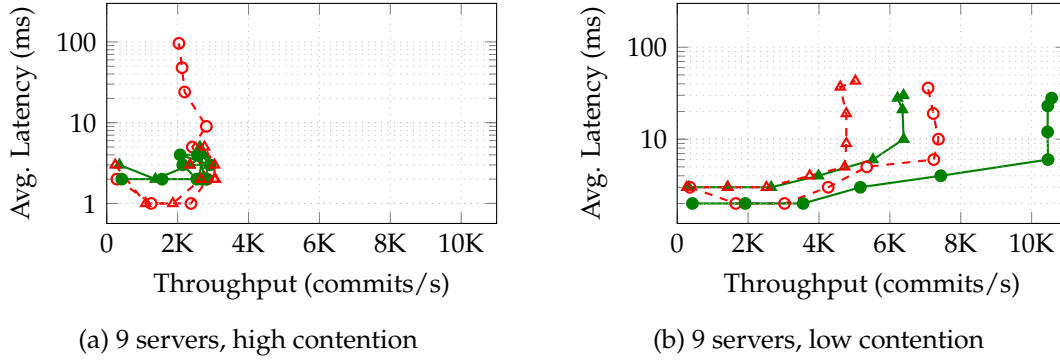 Avg. Latency (ms)
100
10
1
0
2K
4K
6K
8K
10K
Throughput (commits/s)
(a) 9 servers, high contention
Avg. Latency (ms)
100
10
0
2K
4K
6K
8K
10K
Throughput (commits/s)
(b) 9 servers, low contention